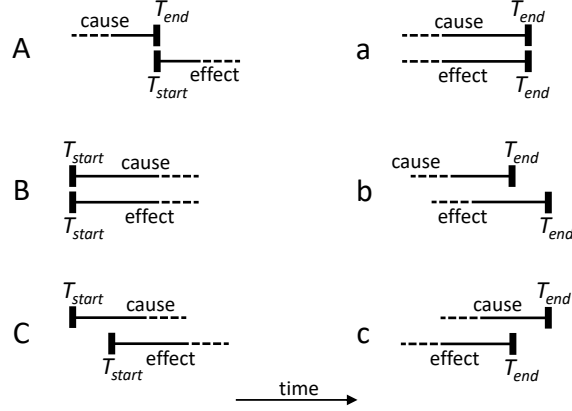 cause T_end
A
T_start effect
cause T_end
a
effect T_end
T_start cause
B
T_start effect
cause T_end
b
effect T_end
T_start cause
C
T_start effect
cause T_end
c
effect T_end
time